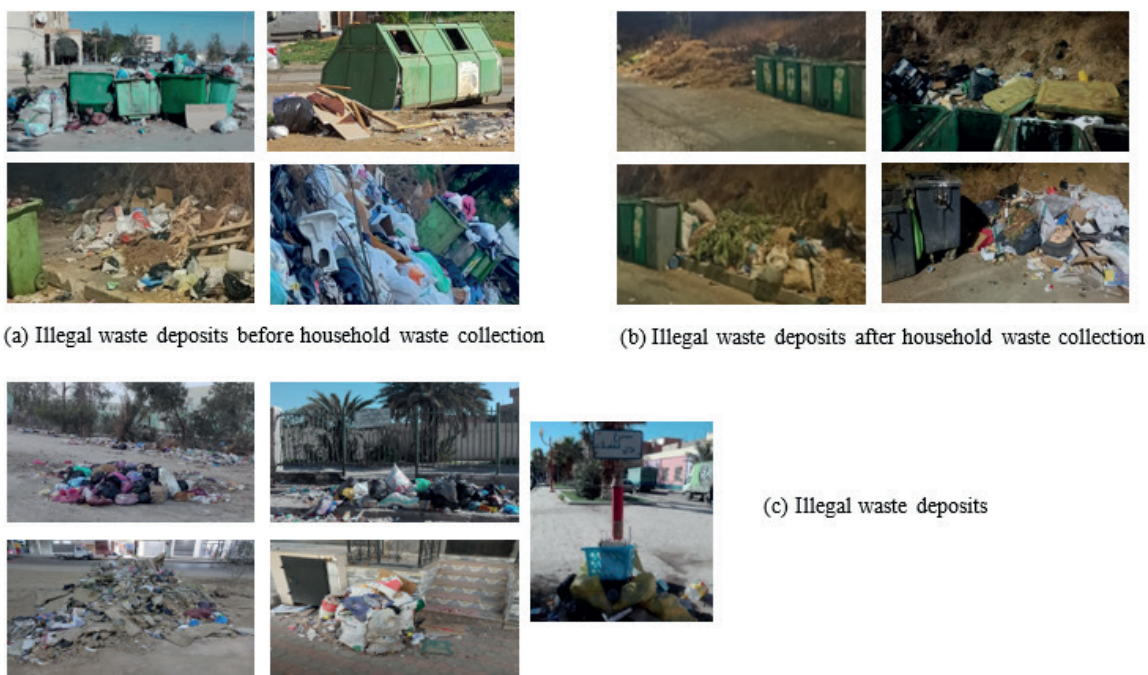 (a) Illegal waste deposits before household waste collection
(b) Illegal waste deposits after household waste collection
(c) Illegal waste deposits